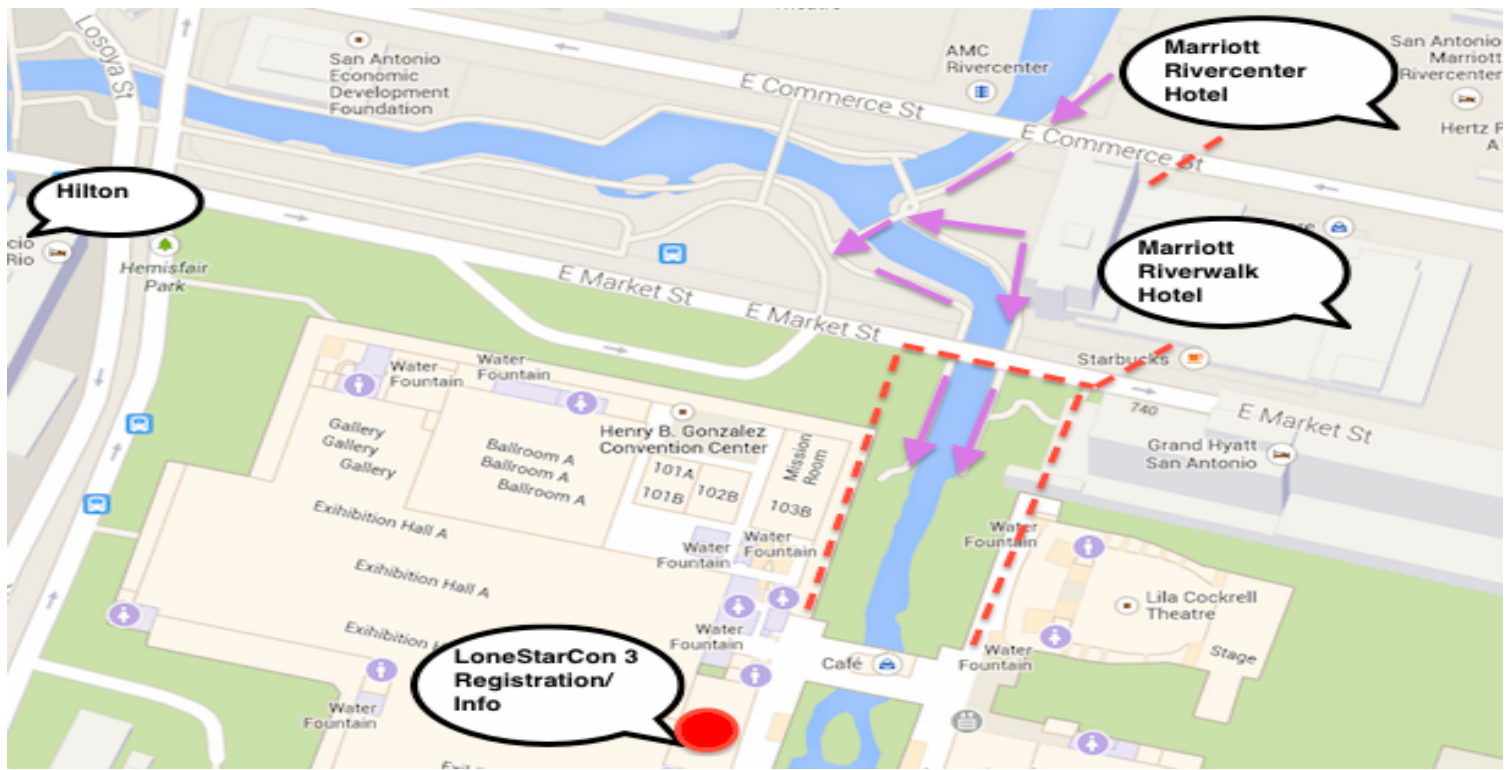 Losoya St
San Antonio
Economic
Development
Foundation
E Commerce St
AMC
Rivercenter
Marriott
Rivercenter
Hotel
San Antonio
Marriott
Rivercenter
Hertz
A
E Commerce St
Hilton
cio
Rio
Hemisfair
Park
E Market St
E Market St
Marriott
Riverwalk
Hotel
Starbucks
740
E Market St
Grand Hyatt
San Antonio
Water
Fountain
Water
Fountain
Henry B. Gonzalez
Convention Center
Gallery
Gallery
Gallery
Ballroom A
Ballroom A
Ballroom A
101A
101B
102B
Mission
Room
103B
Exihibition Hall A
Exihibition Hall A
Water
Fountain
Water
Fountain
Water
Fountain
Lila Cockrell
Theatre
Stage
Water
Fountain
Water
Fountain
Café
LoneStarCon 3
Registration/
Info
Water
Fountain